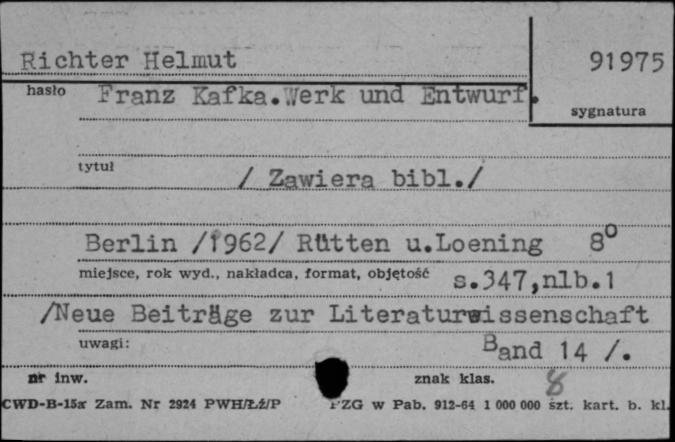 Richter Helmut 91975
hasło Franz Kafka.Werk und Entwurf.
sygnatura
tytuł
/ Zawiera bibl./
Berlin /1962/ Rütten u.Loening 8⁰
miejsce, rok wyd., nakładca, format, objętość s.347,nlb.1
/Neue Beiträge zur Literaturwissenschaft
uwagi: Band 14 /.
nr inw. znak klas. 8
CWD-B-15a Zam. Nr 2924 PWH/Łź/P PZG w Pab. 912-64 1 000 000 szt. kart. b. kl.